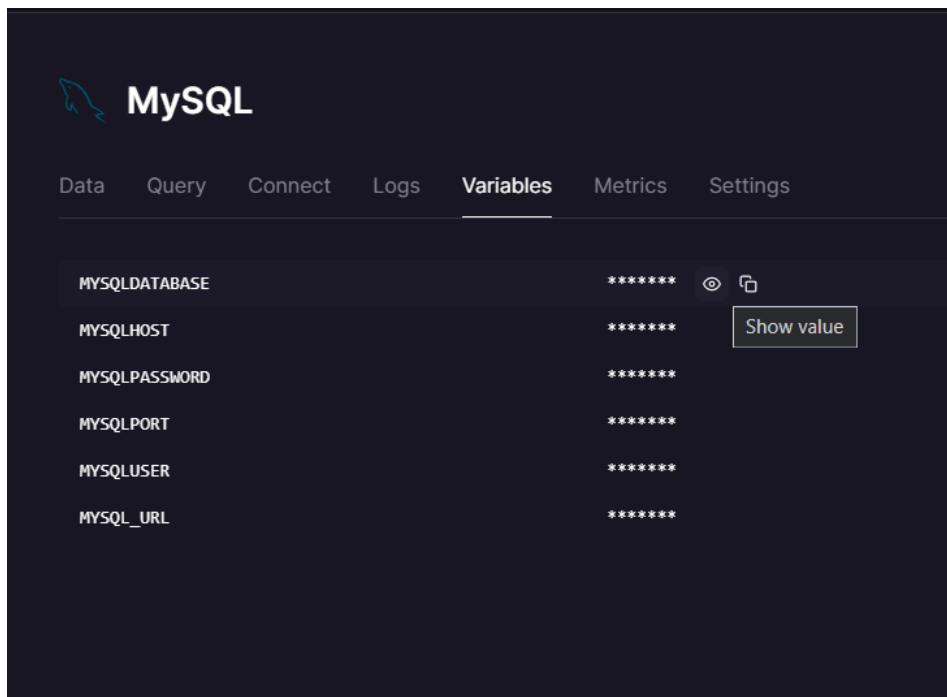 MySQL
Data Query Connect Logs Variables Metrics Settings
MYSQLDATABASE *******
Show value
MYSQLHOST *******
MYSQLPASSWORD *******
MYSQLPORT *******
MYSQLUSER *******
MYSQL_URL *******